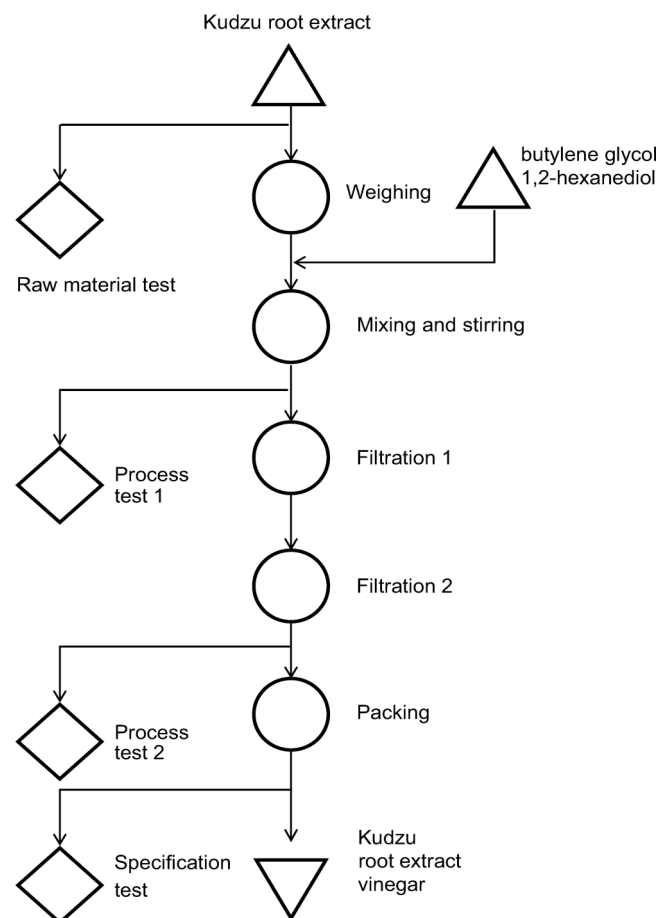 Kudzu root extract
butylene glycol
1,2-hexanediol
Weighing
Raw material test
Mixing and stirring
Process
test 1
Filtration 1
Filtration 2
Packing
Process
test 2
Kudzu
root extract
vinegar
Specification
test